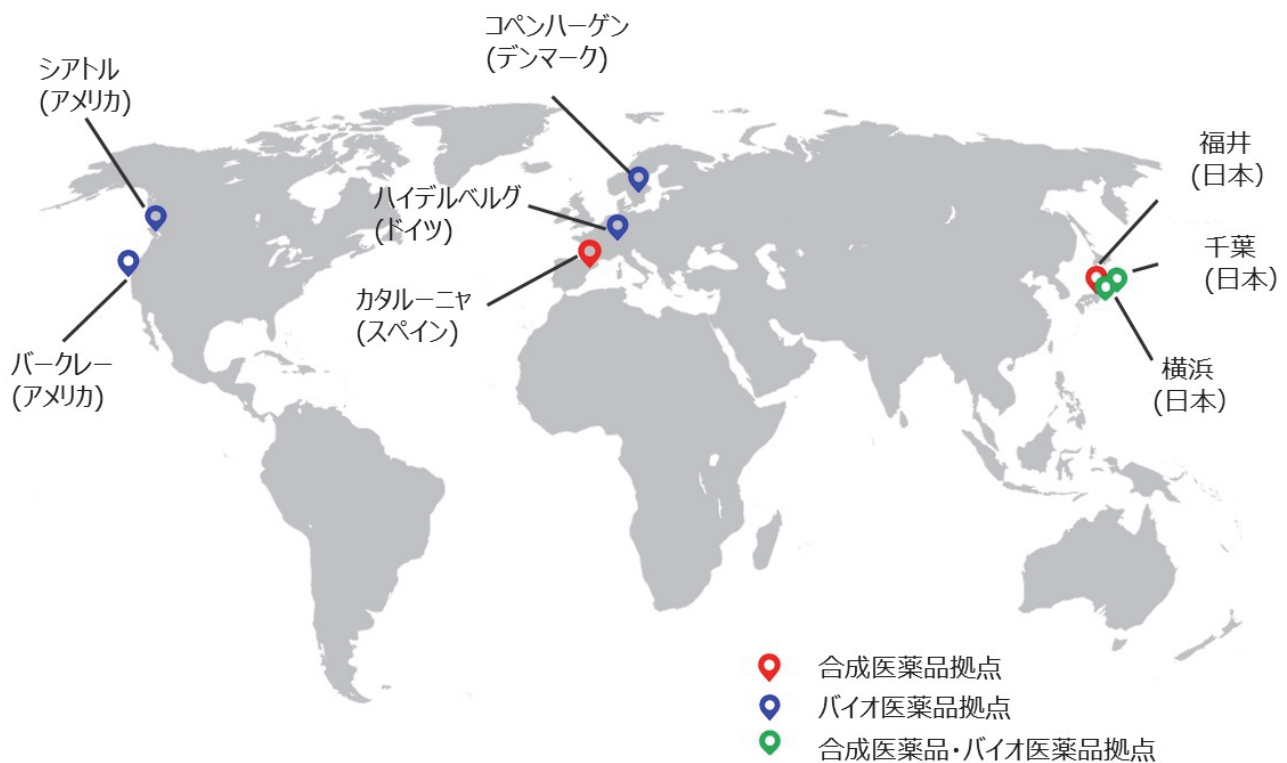 コペンハーゲン
(デンマーク)
シアトル
(アメリカ)
福井
(日本)
ハイデルベルグ
(ドイツ)
千葉
(日本)
カタルーニャ
(スペイン)
バークレー
(アメリカ)
横浜
(日本)
合成医薬品拠点
バイオ医薬品拠点
合成医薬品・バイオ医薬品拠点